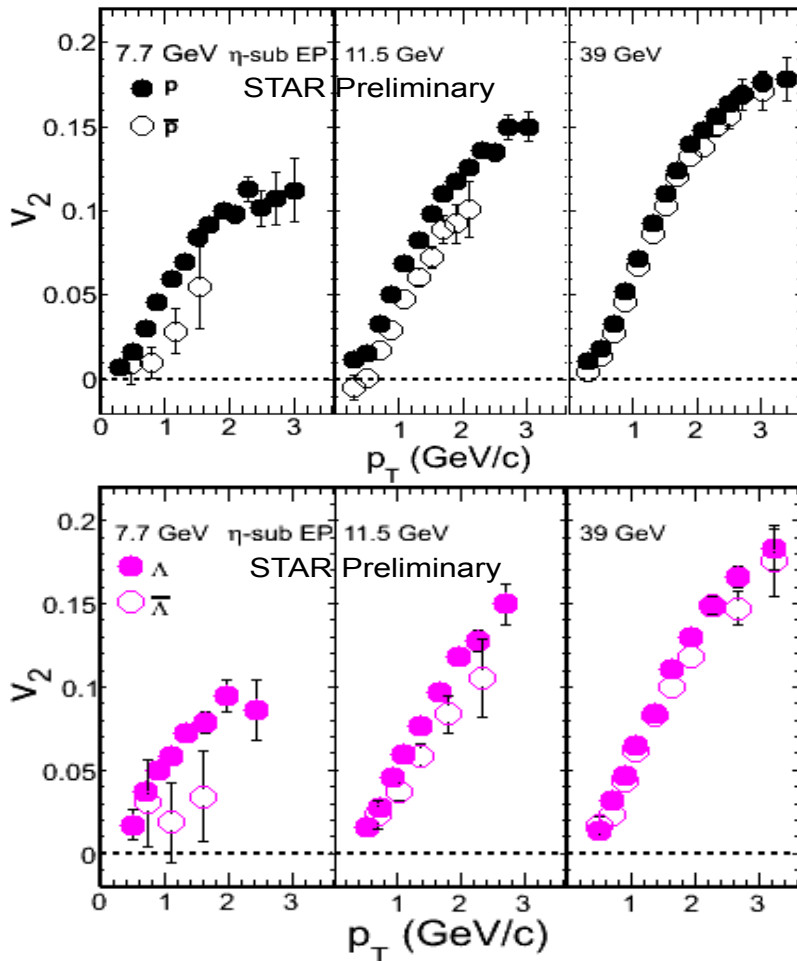 0.2
0.15
0.1
0.05
0
v2
7.7 GeV η-sub EP
STAR Preliminary
p
p̅
11.5 GeV
39 GeV
0 1 2 3 1 2 3 1 2 3
pT (GeV/c)
0.2
0.15
0.1
0.05
0
v2
7.7 GeV η-sub EP
STAR Preliminary
Λ
Λ̅
11.5 GeV
39 GeV
0 1 2 3 1 2 3 1 2 3
pT (GeV/c)